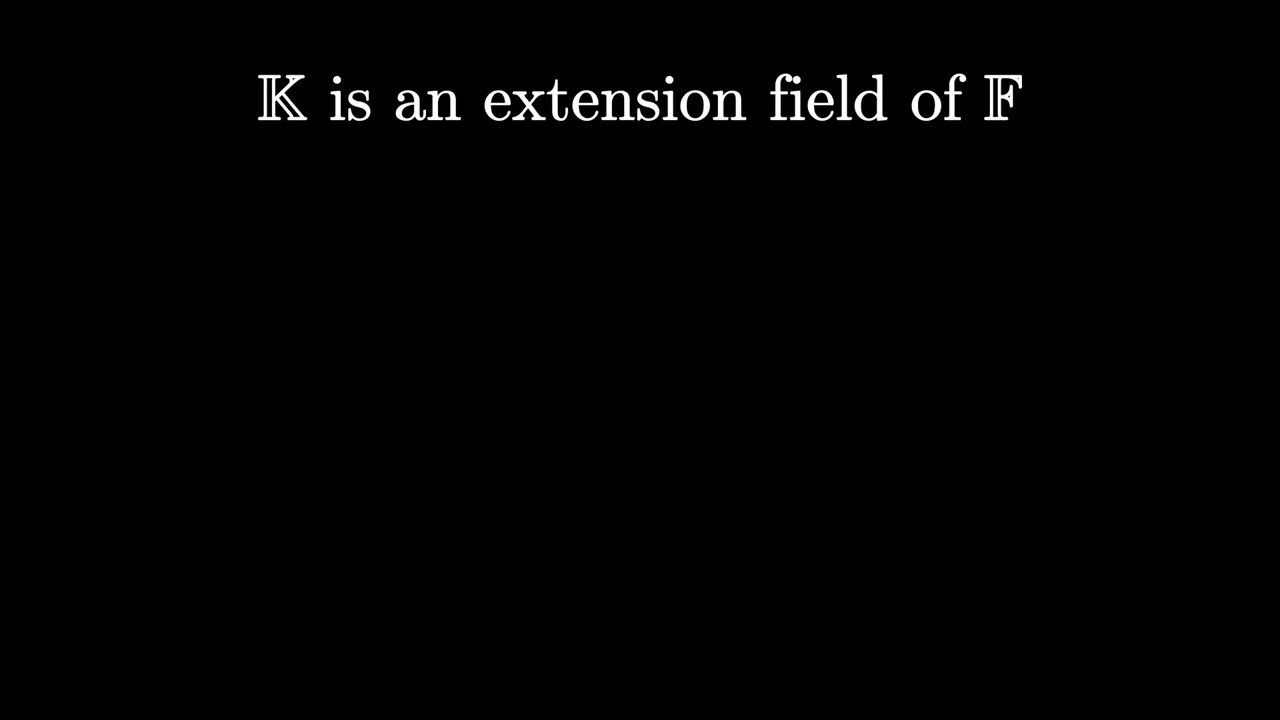 𝕂 is an extension field of 𝔽